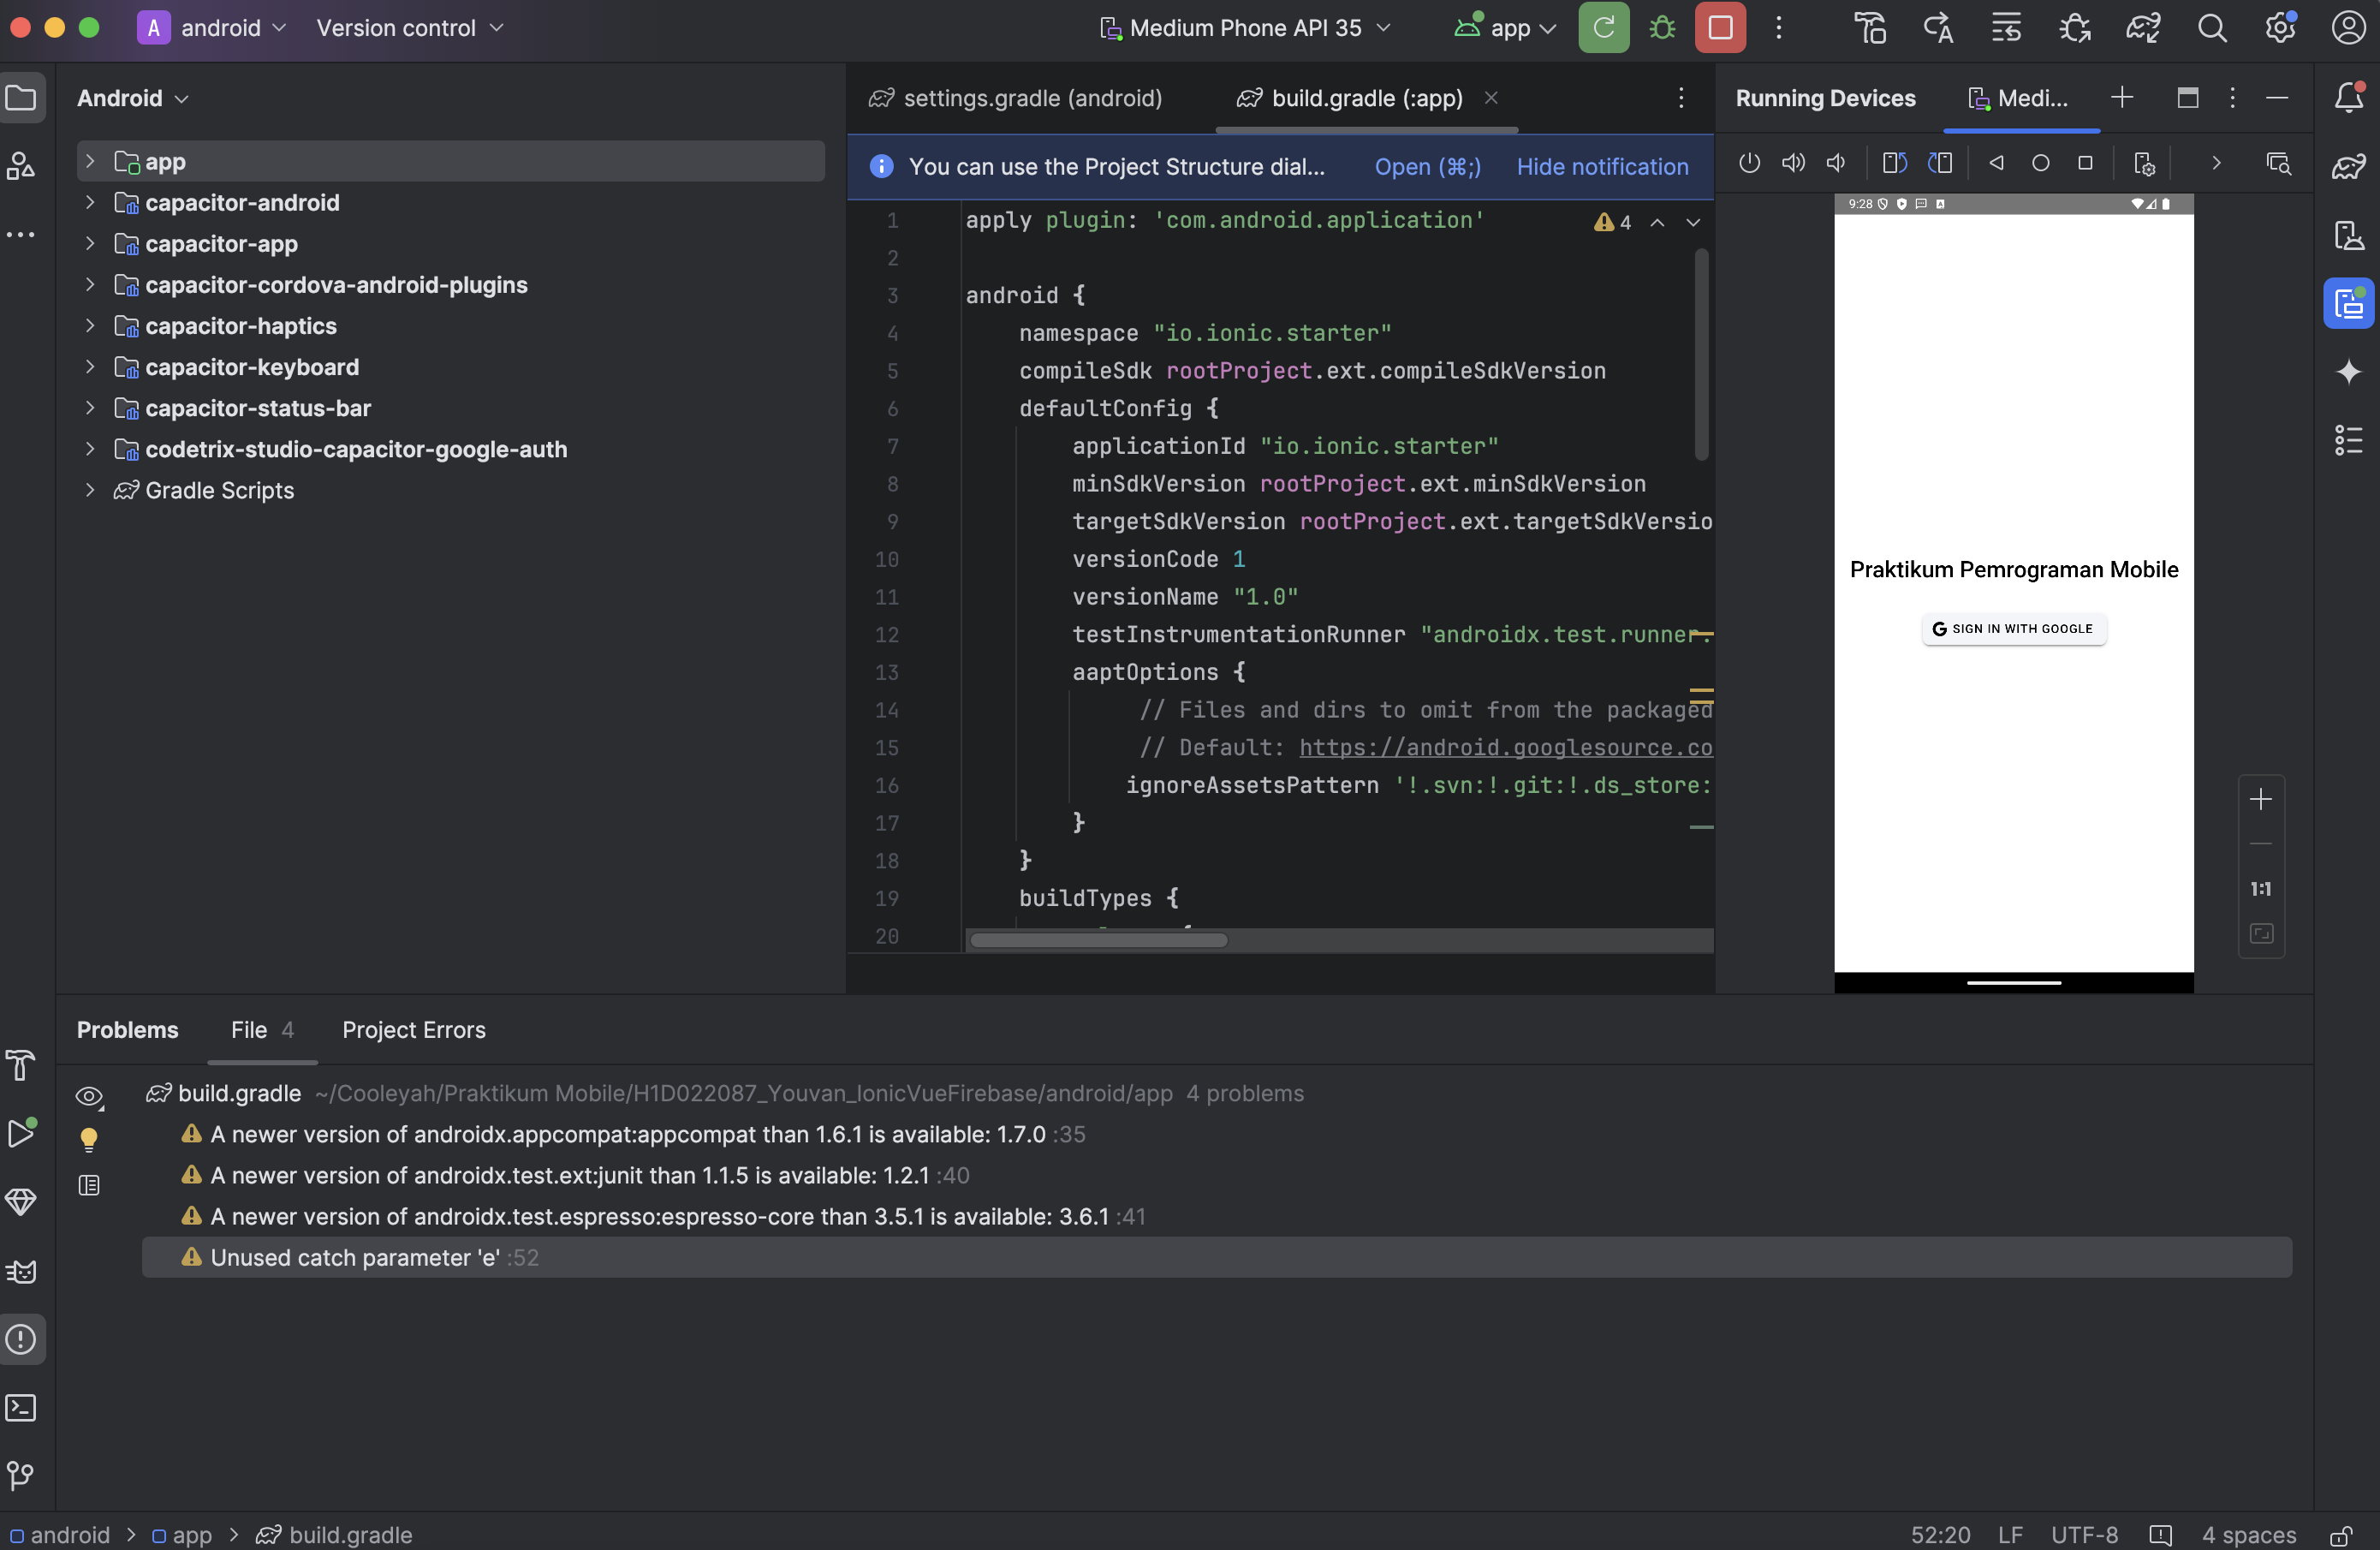 A android Version control Medium Phone API 35 app
Android
app
capacitor-android
capacitor-app
capacitor-cordova-android-plugins
capacitor-haptics
capacitor-keyboard
capacitor-status-bar
codetrix-studio-capacitor-google-auth
Gradle Scripts
settings.gradle (android) build.gradle (:app)
You can use the Project Structure dial... Open (⌘;) Hide notification
4
1 apply plugin: 'com.android.application'
2
3 android {
4 namespace "io.ionic.starter"
5 compileSdk rootProject.ext.compileSdkVersion
6 defaultConfig {
7 applicationId "io.ionic.starter"
8 minSdkVersion rootProject.ext.minSdkVersion
9 targetSdkVersion rootProject.ext.targetSdkVersio
10 versionCode 1
11 versionName "1.0"
12 testInstrumentationRunner "androidx.test.runner.
13 aaptOptions {
14 // Files and dirs to omit from the packaged
15 // Default: https://android.googlesource.co
16 ignoreAssetsPattern '!.svn:!.git:!.ds_store:
17 }
18 }
19 buildTypes {
20
Running Devices Medi...
9:28
Praktikum Pemrograman Mobile
SIGN IN WITH GOOGLE
1:1
Problems File 4 Project Errors
build.gradle ~/Cooleyah/Praktikum Mobile/H1D022087_Youvan_IonicVueFirebase/android/app 4 problems
A newer version of androidx.appcompat:appcompat than 1.6.1 is available: 1.7.0 :35
A newer version of androidx.test.ext:junit than 1.1.5 is available: 1.2.1 :40
A newer version of androidx.test.espresso:espresso-core than 3.5.1 is available: 3.6.1 :41
Unused catch parameter 'e' :52
android > app > build.gradle
52:20 LF UTF-8 4 spaces